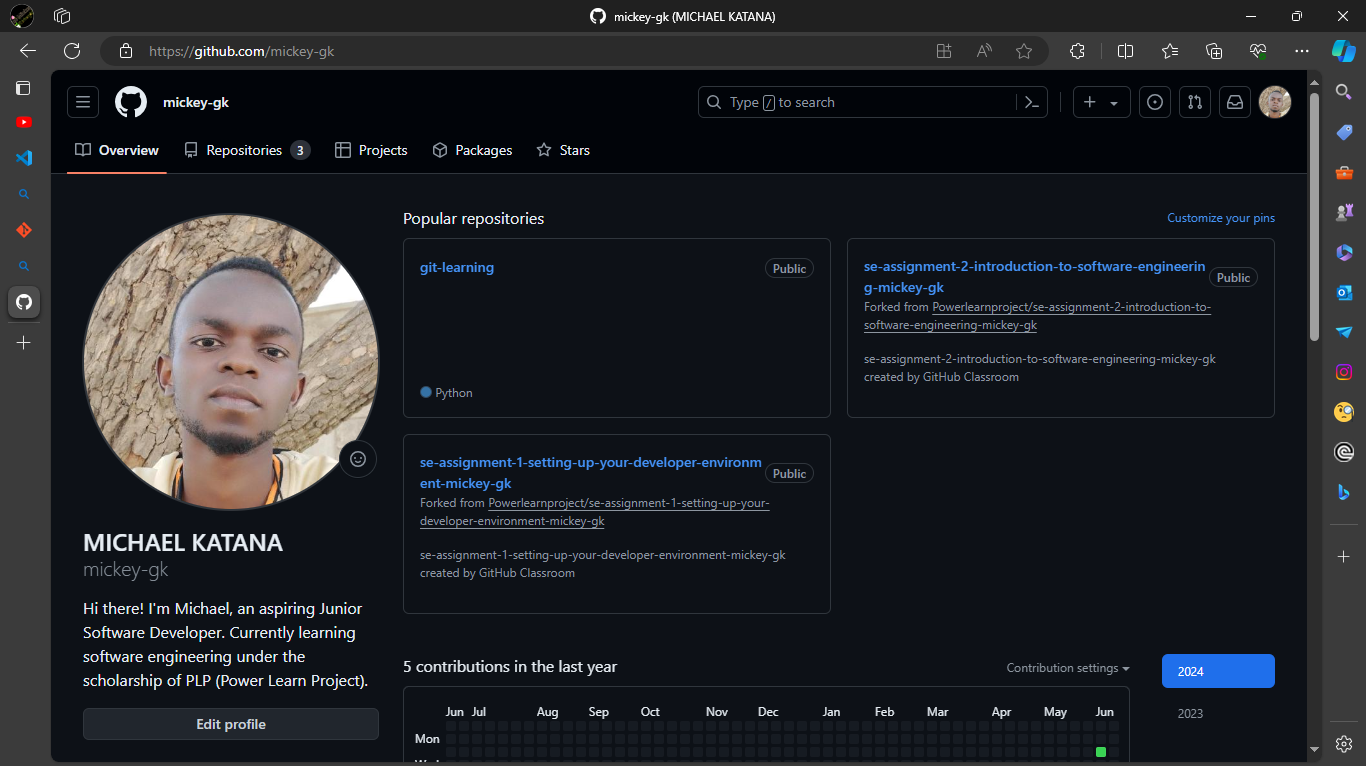 mickey-gk (MICHAEL KATANA)
https://github.com/mickey-gk
mickey-gk
Type / to search
Overview
Repositories 3
Projects
Packages
Stars
Popular repositories
Customize your pins
git-learning
Public
Python
se-assignment-2-introduction-to-software-engineerin
g-mickey-gk
Public
Forked from Powerlearnproject/se-assignment-2-introduction-to-
software-engineering-mickey-gk
se-assignment-2-introduction-to-software-engineering-mickey-gk
created by GitHub Classroom
se-assignment-1-setting-up-your-developer-environm
ent-mickey-gk
Public
Forked from Powerlearnproject/se-assignment-1-setting-up-your-
developer-environment-mickey-gk
se-assignment-1-setting-up-your-developer-environment-mickey-gk
created by GitHub Classroom
MICHAEL KATANA
mickey-gk
Hi there! I'm Michael, an aspiring Junior
Software Developer. Currently learning
software engineering under the
scholarship of PLP (Power Learn Project).
Edit profile
5 contributions in the last year
Contribution settings
2024
2023
Jun Jul Aug Sep Oct Nov Dec Jan Feb Mar Apr May Jun
Mon